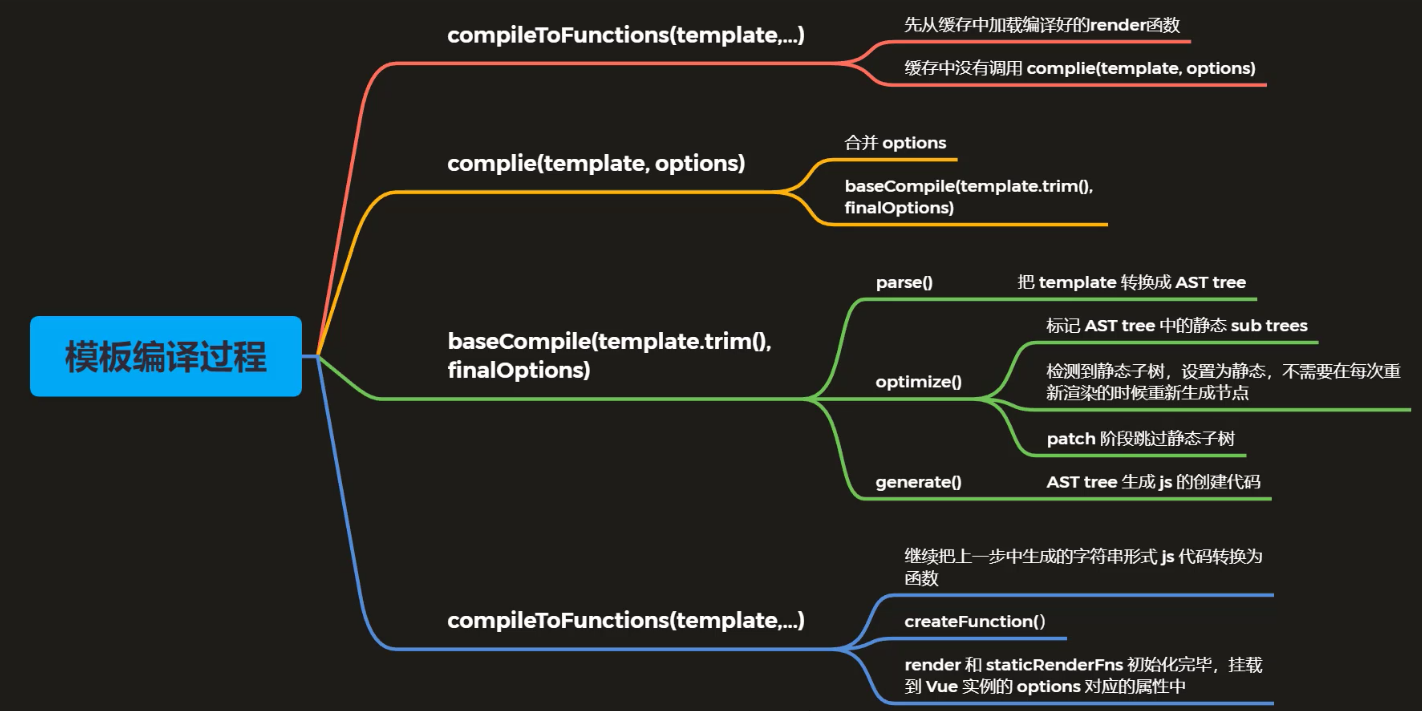 模板编译过程
compileToFunctions(template,...)
先从缓存中加载编译好的render函数
缓存中没有调用 complie(template, options)
complie(template, options)
合并 options
baseCompile(template.trim(),
finalOptions)
baseCompile(template.trim(),
finalOptions)
parse()
把 template 转换成 AST tree
optimize()
标记 AST tree 中的静态 sub trees
检测到静态子树，设置为静态，不需要在每次重
新渲染的时候重新生成节点
patch 阶段跳过静态子树
generate()
AST tree 生成 js 的创建代码
compileToFunctions(template,...)
继续把上一步中生成的字符串形式 js 代码转换为
函数
createFunction()
render 和 staticRenderFns 初始化完毕，挂载
到 Vue 实例的 options 对应的属性中